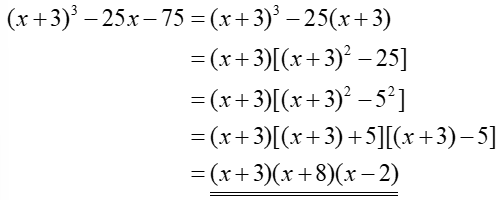 (x+3)³ −25x−75 = (x+3)³ −25(x+3)
= (x+3)[(x+3)² −25]
= (x+3)[(x+3)² −5²]
= (x+3)[(x+3)+5][(x+3)−5]
= (x+3)(x+8)(x−2)